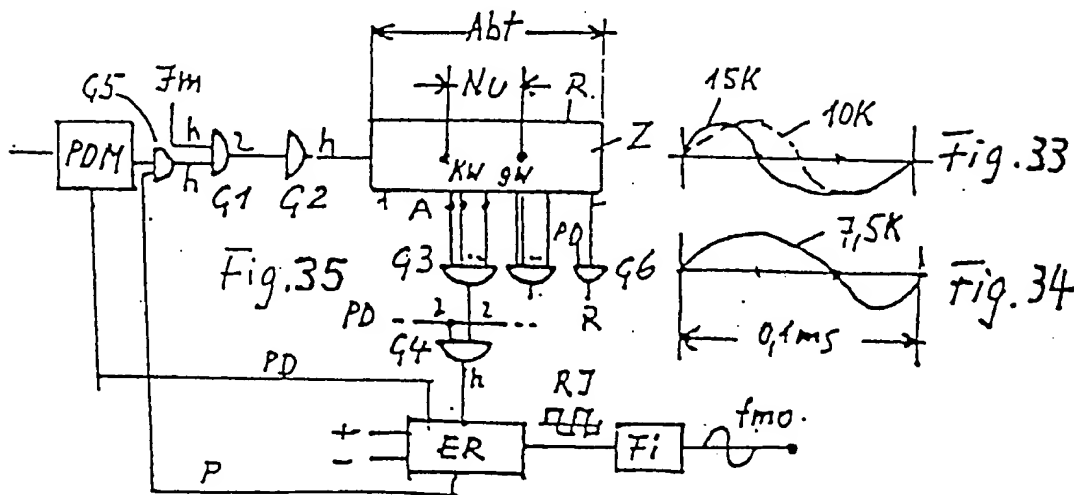 Abt
NU
R.
G5
Jm
15K
10K
Fig. 33
PDM
h
2
h
h
Z
G1
G2
KW
gW
1
A
PD
7,5K
Fig. 34
Fig. 35
G3
G6
R
0,1ms
PD
2
2
G4
PD
h
RJ
fmo.
+
-
ER
Fi
P